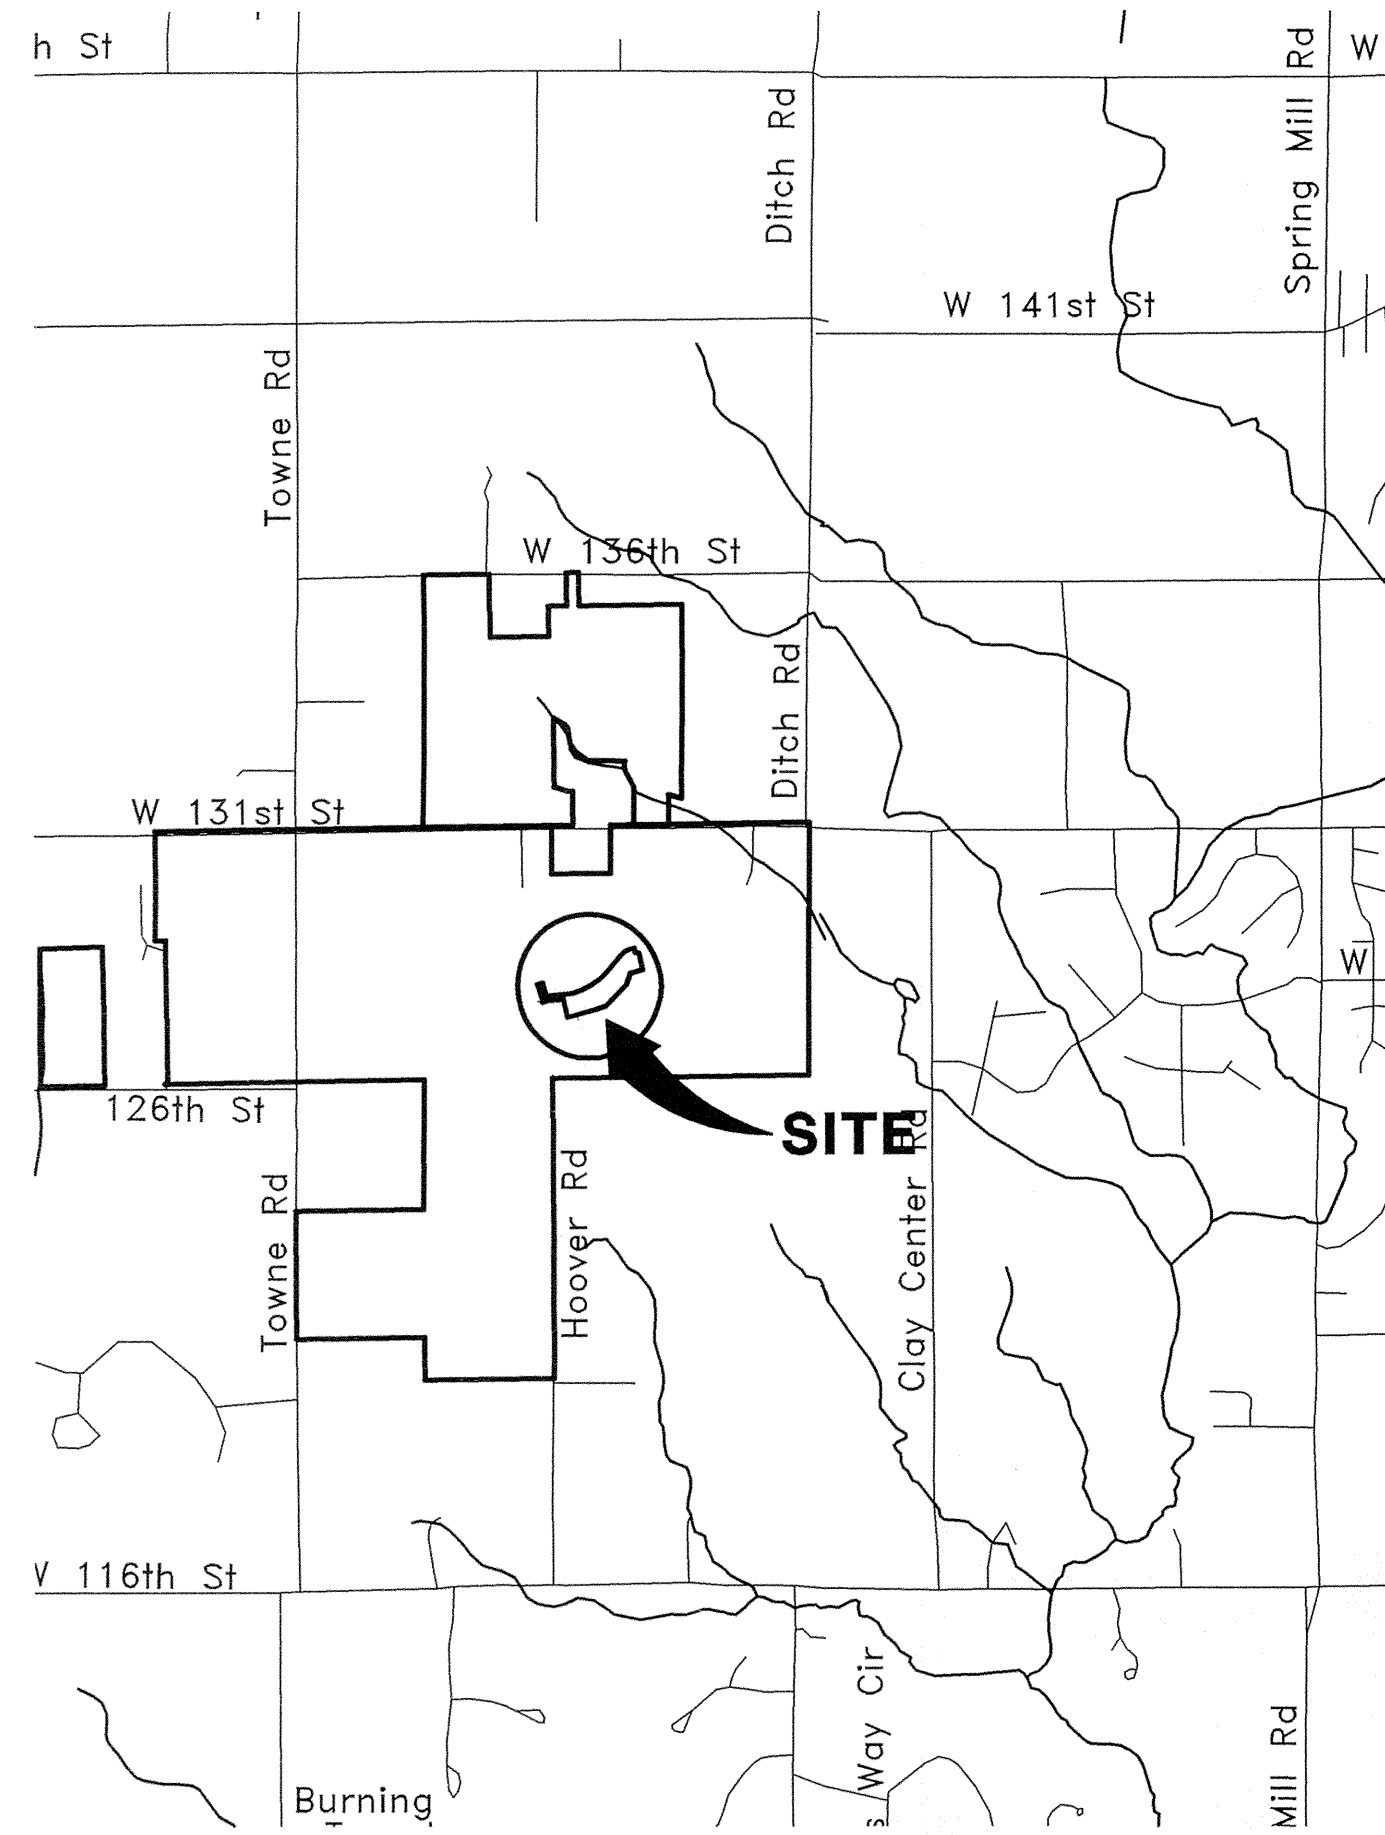 h St
W
Spring Mill Rd
Ditch Rd
W 141st St
Towne Rd
W 136th St
Ditch Rd
W 131st St
W
126th St
SITE
Clay Center Rd
Hoover Rd
Towne Rd
116th St
Way Cir
Mill Rd
Burning